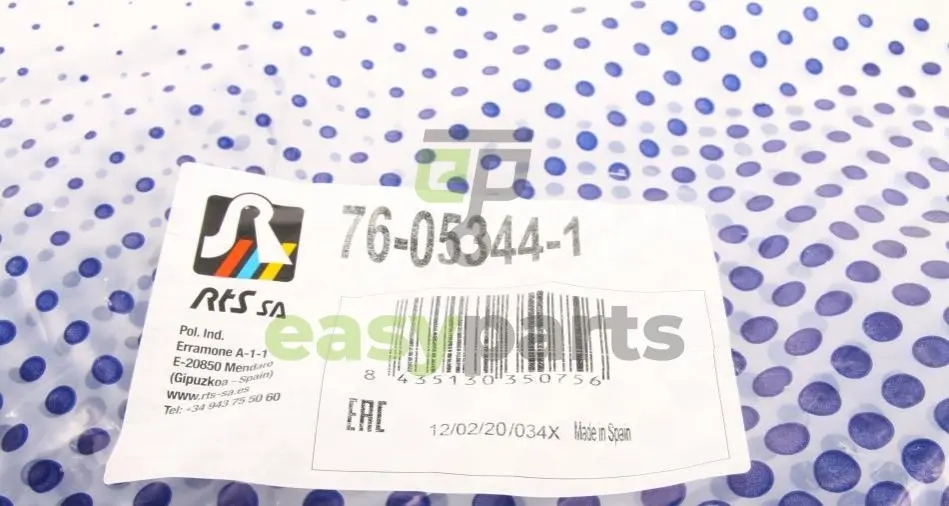 76-05344-1
RTS SA
Pol. Ind.
Erramone A-1-1
E-20850 Mendaro
(Gipuzkoa - Spain)
www.rts-sa.es
Tel: +34 943 75 50 60
easyparts
8 435130 350756
EAC
12/02/20/034X Made in Spain